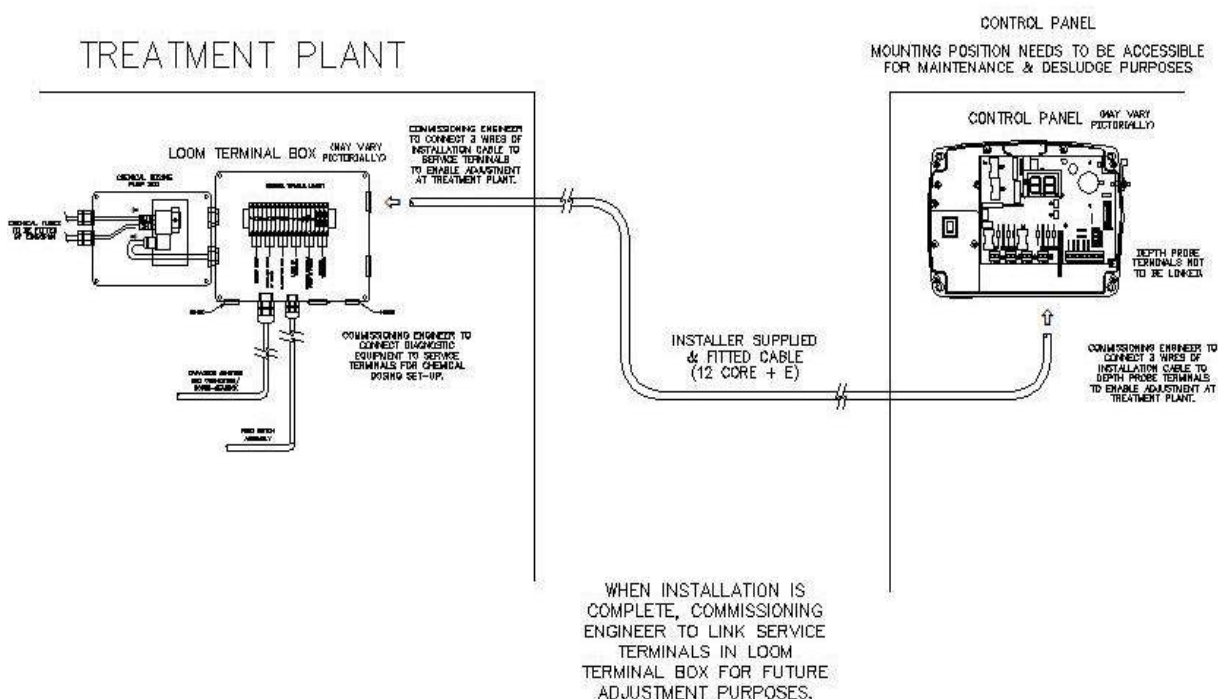 TREATMENT PLANT
CONTROL PANEL
MOUNTING POSITION NEEDS TO BE ACCESSIBLE
FOR MAINTENANCE & DESLUDGE PURPOSES
LOOM TERMINAL BOX (MAY VARY
PICTORIALLY)
COMMISSIONING ENGINEER
TO CONNECT 3 WIRES OF
INSTALLATION CABLE TO
SERVICE TERMINALS
TO ENABLE ADJUSTMENT
AT TREATMENT PLANT.
CONTROL PANEL (MAY VARY
PICTORIALLY)
CHEMICAL DOSING
PUMP BOX
DEPTH PROBE
TERMINALS NOT
TO BE LINKED.
COMMISSIONING ENGINEER TO
CONNECT DIAGNOSTIC
EQUIPMENT TO SERVICE
TERMINALS FOR CHEMICAL
DOSING SET-UP.
INSTALLER SUPPLIED
& FITTED CABLE
(12 CORE + E)
COMMISSIONING ENGINEER TO
CONNECT 3 WIRES OF
INSTALLATION CABLE TO
DEPTH PROBE TERMINALS
TO ENABLE ADJUSTMENT AT
TREATMENT PLANT.
ASSEMBLY
WHEN INSTALLATION IS
COMPLETE, COMMISSIONING
ENGINEER TO LINK SERVICE
TERMINALS IN LOOM
TERMINAL BOX FOR FUTURE
ADJUSTMENT PURPOSES.